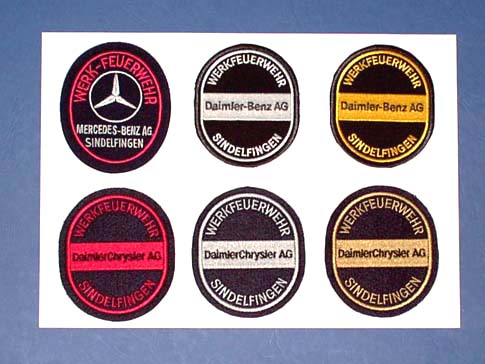 WERK-FEUERWEHR
MERCEDES-BENZ AG
SINDELFINGEN
WERKFEUERWEHR
Daimler-Benz AG
SINDELFINGEN
WERKFEUERWEHR
Daimler-Benz AG
SINDELFINGEN
WERKFEUERWEHR
DaimlerChrysler AG
SINDELFINGEN
WERKFEUERWEHR
DaimlerChrysler AG
SINDELFINGEN
WERKFEUERWEHR
DaimlerChrysler AG
SINDELFINGEN